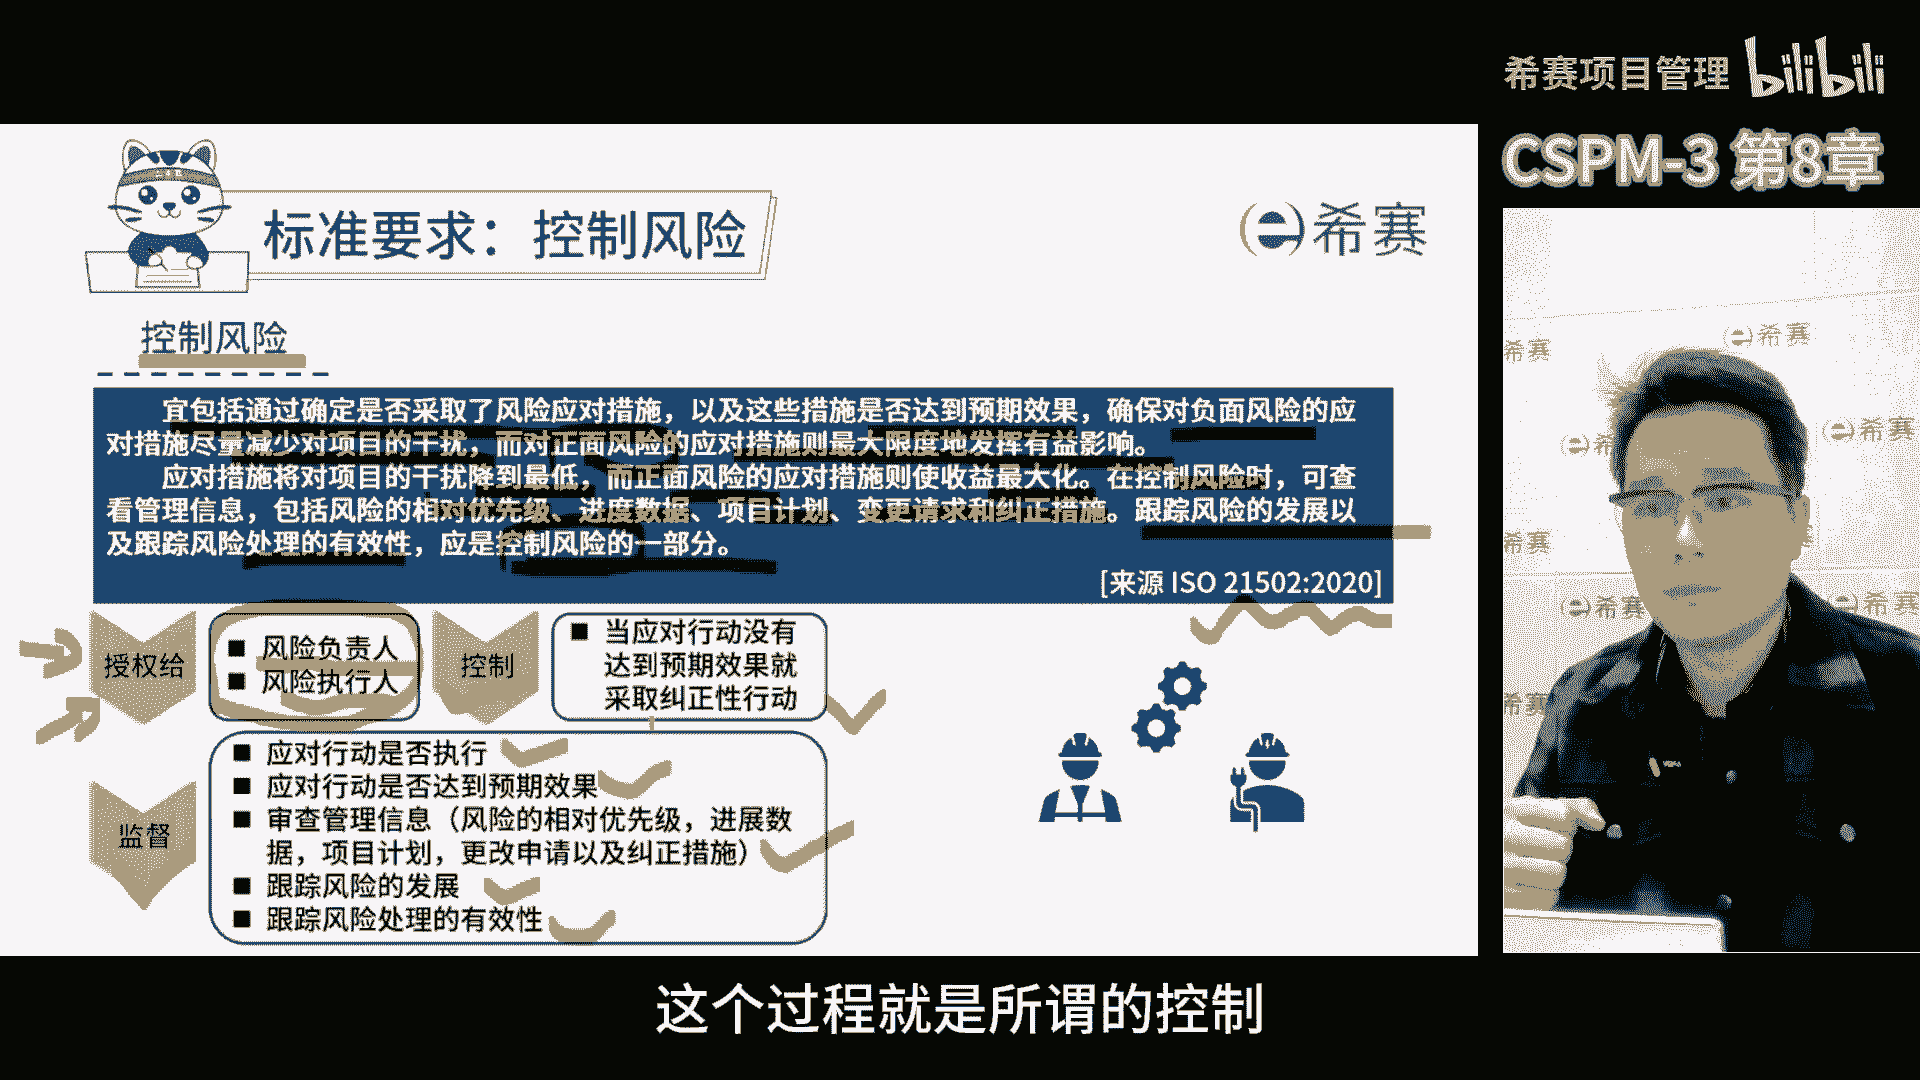 希赛项目管理 bilibili
CSPM-3 第8章
标准要求：控制风险
希赛
控制风险
宜包括通过确定是否采取了风险应对措施，以及这些措施是否达到预期效果，确保对负面风险的应
对措施尽量减少对项目的干扰，而对正面风险的应对措施则最大限度地发挥有益影响。
应对措施将对项目的干扰降到最低，而正面风险的应对措施则使收益最大化。在控制风险时，可查
看管理信息，包括风险的相对优先级、进度数据、项目计划、变更请求和纠正措施。跟踪风险的发展以
及跟踪风险处理的有效性，应是控制风险的一部分。
[来源 ISO 21502:2020]
授权给
■ 风险负责人
■ 风险执行人
控制
■ 当应对行动没有
达到预期效果就
采取纠正性行动
监督
■ 应对行动是否执行
■ 应对行动是否达到预期效果
■ 审查管理信息（风险的相对优先级，进展数
据，项目计划，更改申请以及纠正措施）
■ 跟踪风险的发展
■ 跟踪风险处理的有效性
希赛
希赛
希
希赛
希赛
希赛
希赛
希赛
这个过程就是所谓的控制